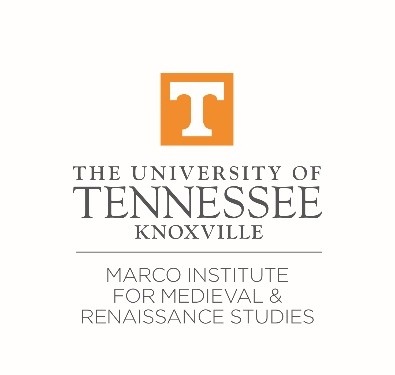 T
THE UNIVERSITY OF
TENNESSEE
KNOXVILLE
MARCO INSTITUTE
FOR MEDIEVAL &
RENAISSANCE STUDIES